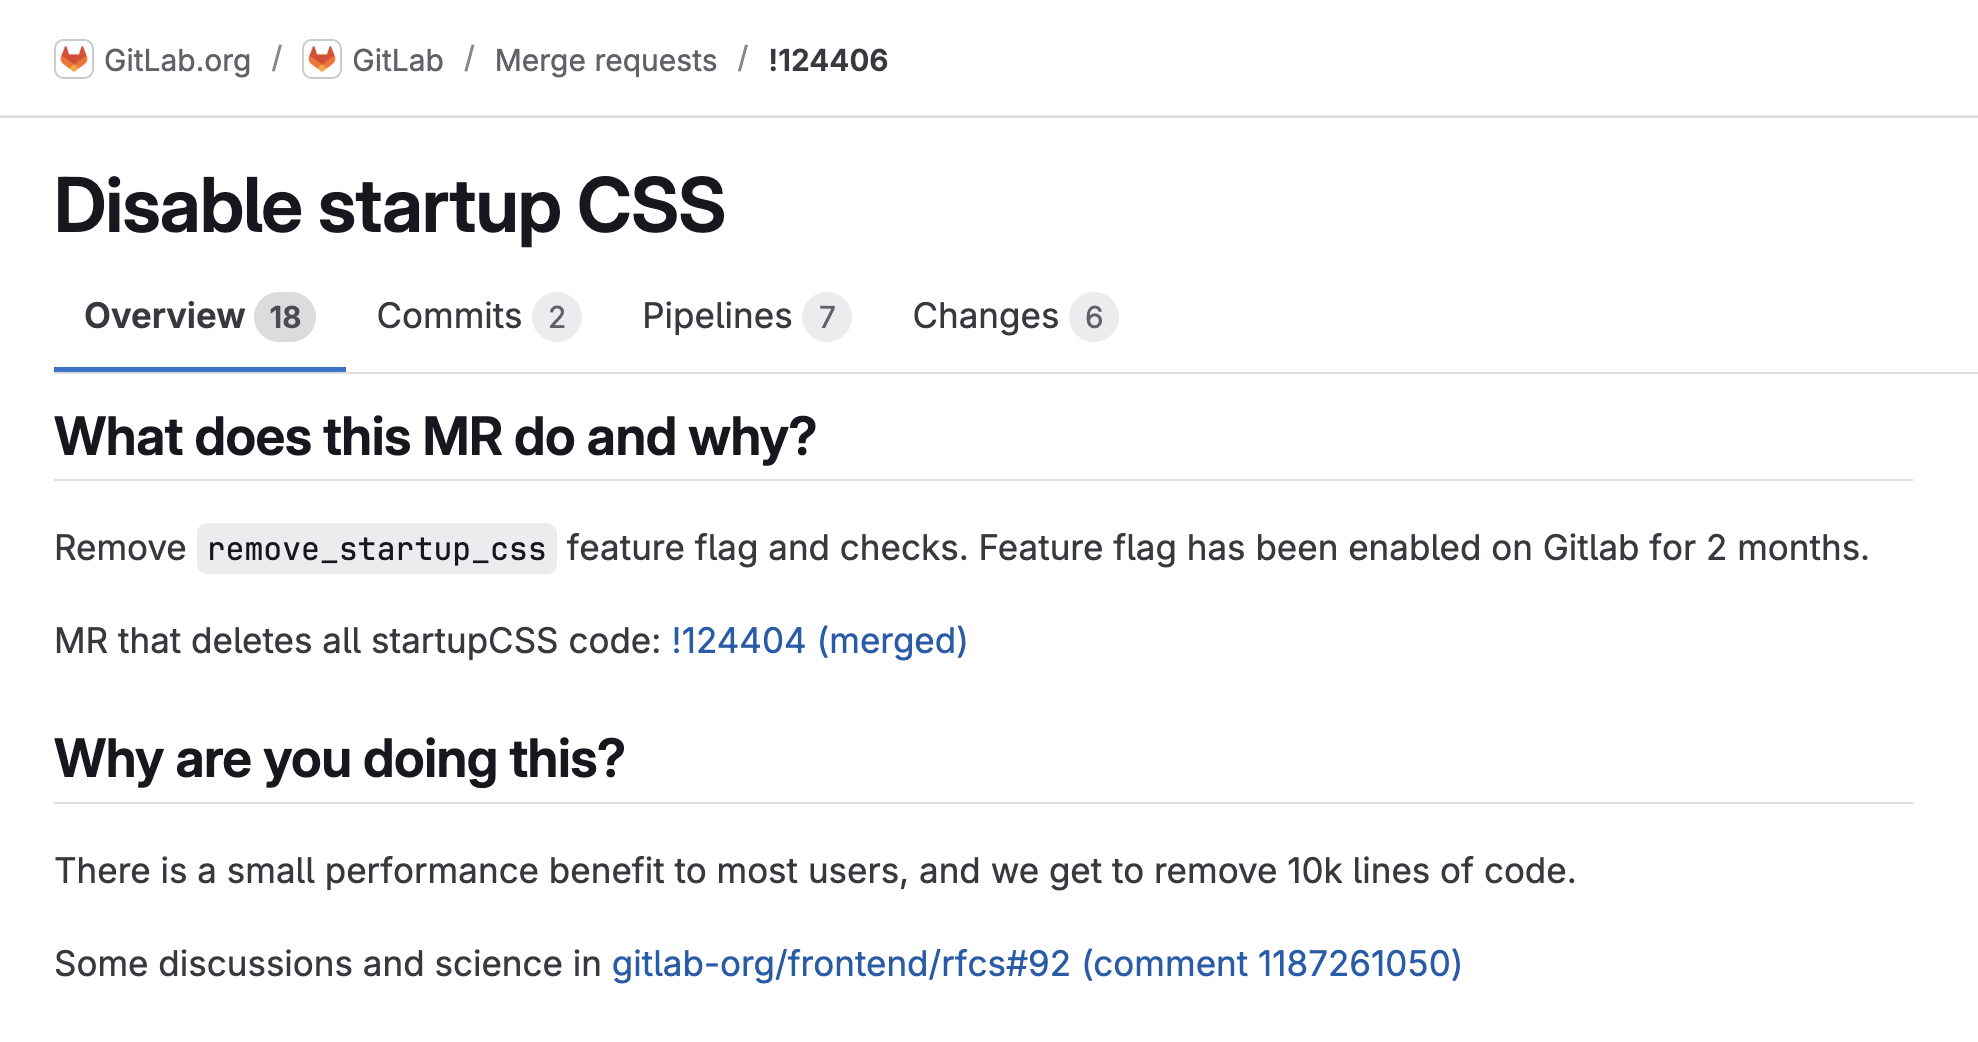 GitLab.org / GitLab / Merge requests / !124406
Disable startup CSS
Overview 18 Commits 2 Pipelines 7 Changes 6
What does this MR do and why?
Remove remove_startup_css feature flag and checks. Feature flag has been enabled on Gitlab for 2 months.
MR that deletes all startupCSS code: !124404 (merged)
Why are you doing this?
There is a small performance benefit to most users, and we get to remove 10k lines of code.
Some discussions and science in gitlab-org/frontend/rfcs#92 (comment 1187261050)